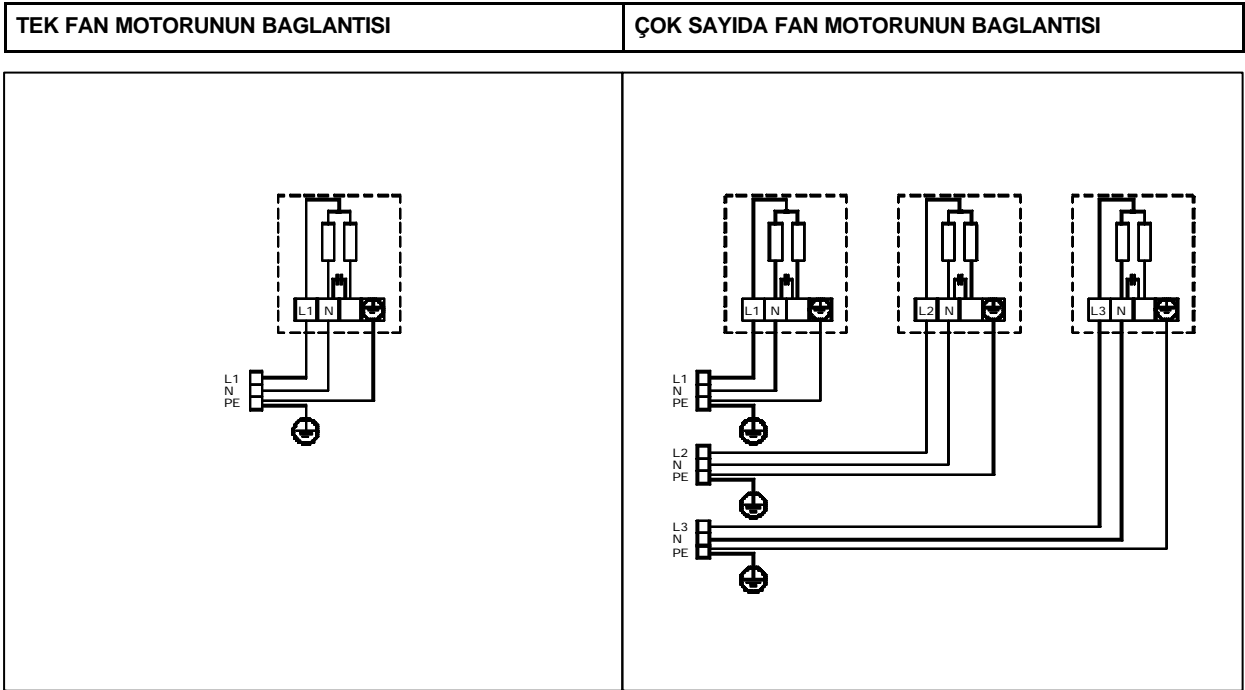 TEK FAN MOTORUNUN BAGLANTISI
ÇOK SAYIDA FAN MOTORUNUN BAGLANTISI
L1 N
L1
N
PE
L1 N
L2 N
L3 N
L1
N
PE
L2
N
PE
L3
N
PE